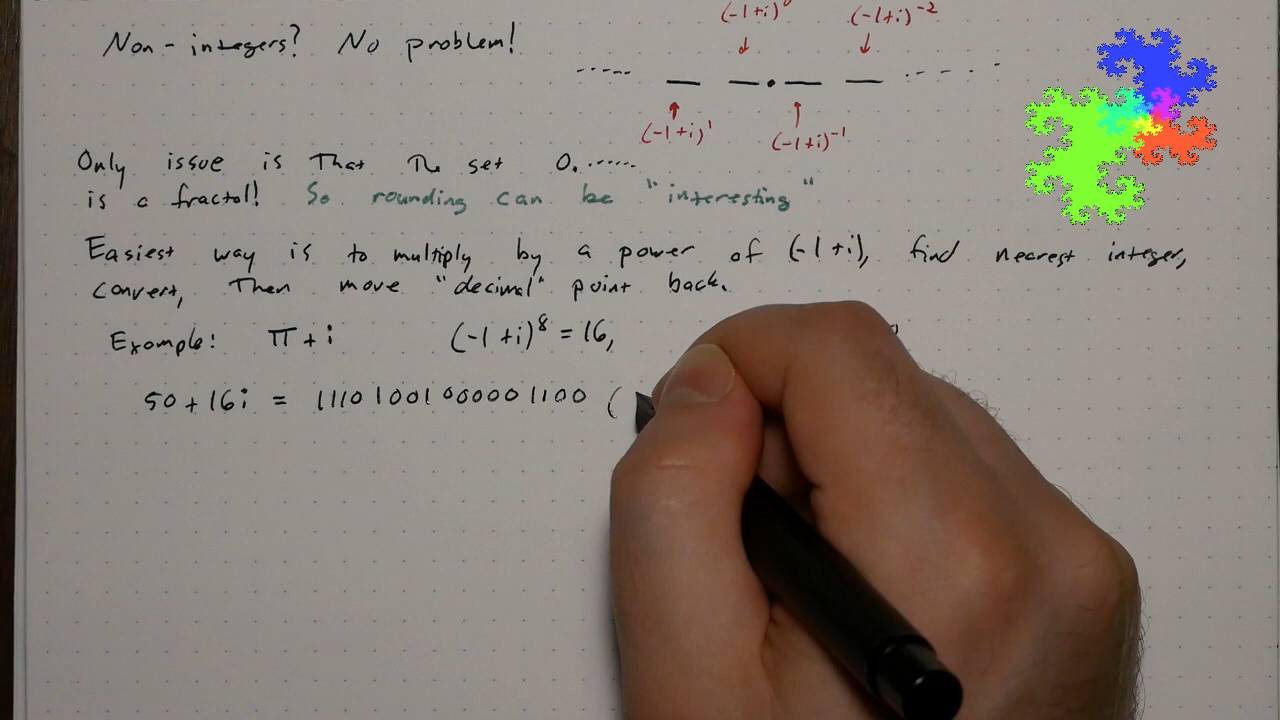 (-1+i)⁰ (-1+i)⁻²
Non-integers? No problem!
(-1+i)¹ (-1+i)⁻¹
Only issue is that the set 0.......
is a fractal! So rounding can be "interesting"
Easiest way is to multiply by a power of (-1+i), find nearest integer,
convert, then move "decimal" point back.
Example: π+i (-1+i)⁸ = 16,
50+16i = 1110100100001100 (